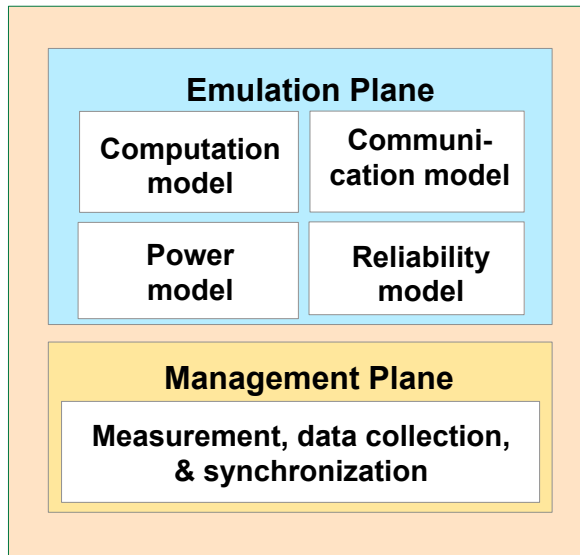 Emulation Plane
Computation
model
Communi-
cation model
Power
model
Reliability
model
Management Plane
Measurement, data collection,
& synchronization